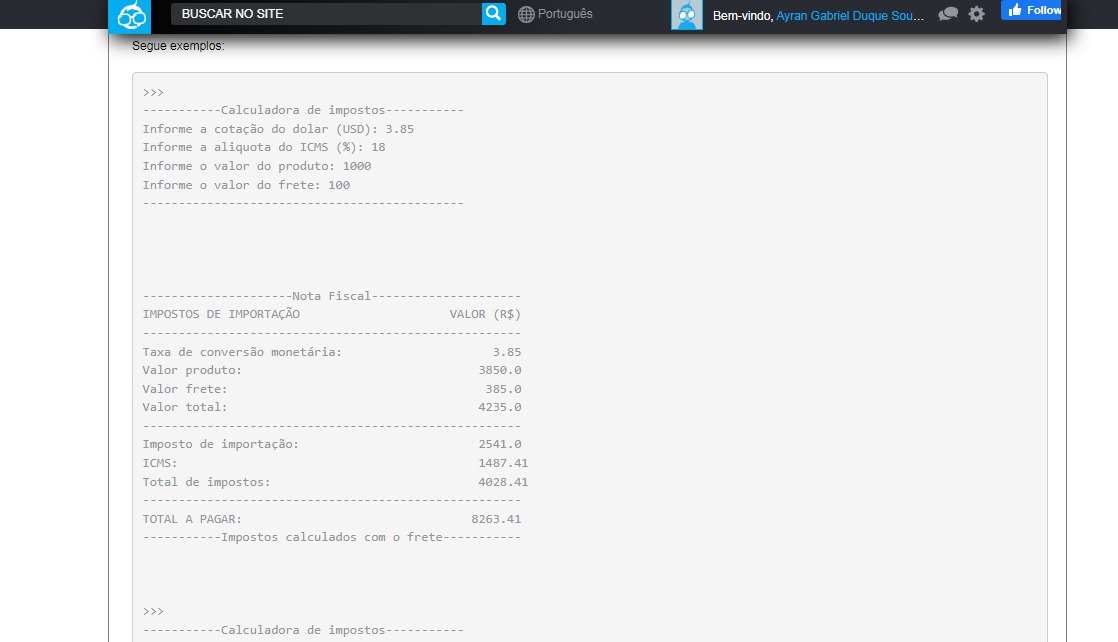 BUSCAR NO SITE
Português
Bem-vindo, Ayran Gabriel Duque Sou...
Follow
Segue exemplos:
>>>
-----------Calculadora de impostos-----------
Informe a cotação do dolar (USD): 3.85
Informe a aliquota do ICMS (%): 18
Informe o valor do produto: 1000
Informe o valor do frete: 100
---------------------------------------------
---------------------Nota Fiscal---------------------
IMPOSTOS DE IMPORTAÇÃO                     VALOR (R$)
-----------------------------------------------------
Taxa de conversão monetária:                     3.85
Valor produto:                                 3850.0
Valor frete:                                    385.0
Valor total:                                   4235.0
-----------------------------------------------------
Imposto de importação:                         2541.0
ICMS:                                          1487.41
Total de impostos:                             4028.41
-----------------------------------------------------
TOTAL A PAGAR:                                8263.41
-----------Impostos calculados com o frete-----------
>>>
-----------Calculadora de impostos-----------